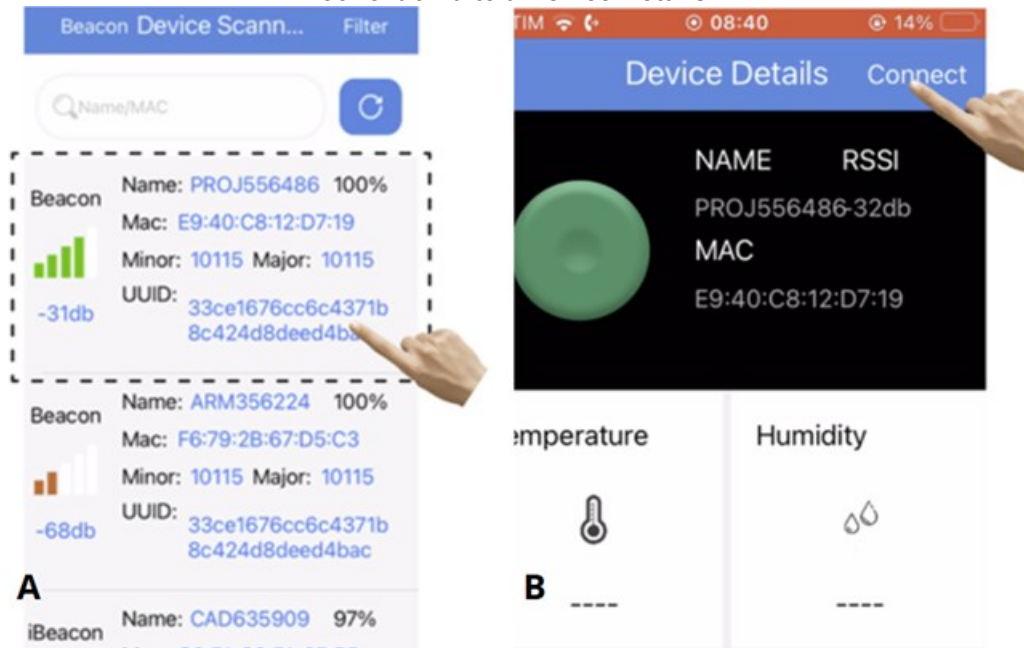 Beacon Device Scann... Filter
Name/MAC
Beacon
Name: PROJ556486 100%
Mac: E9:40:C8:12:D7:19
Minor: 10115 Major: 10115
UUID:
33ce1676cc6c4371b
8c424d8deed4ba
-31db
Beacon
Name: ARM356224 100%
Mac: F6:79:2B:67:D5:C3
Minor: 10115 Major: 10115
UUID:
33ce1676cc6c4371b
8c424d8deed4bac
-68db
A
iBeacon
Name: CAD635909 97%
TIM 08:40 14%
Device Details Connect
NAME RSSI
PROJ556486-32db
MAC
E9:40:C8:12:D7:19
emperature Humidity
---- ----
B